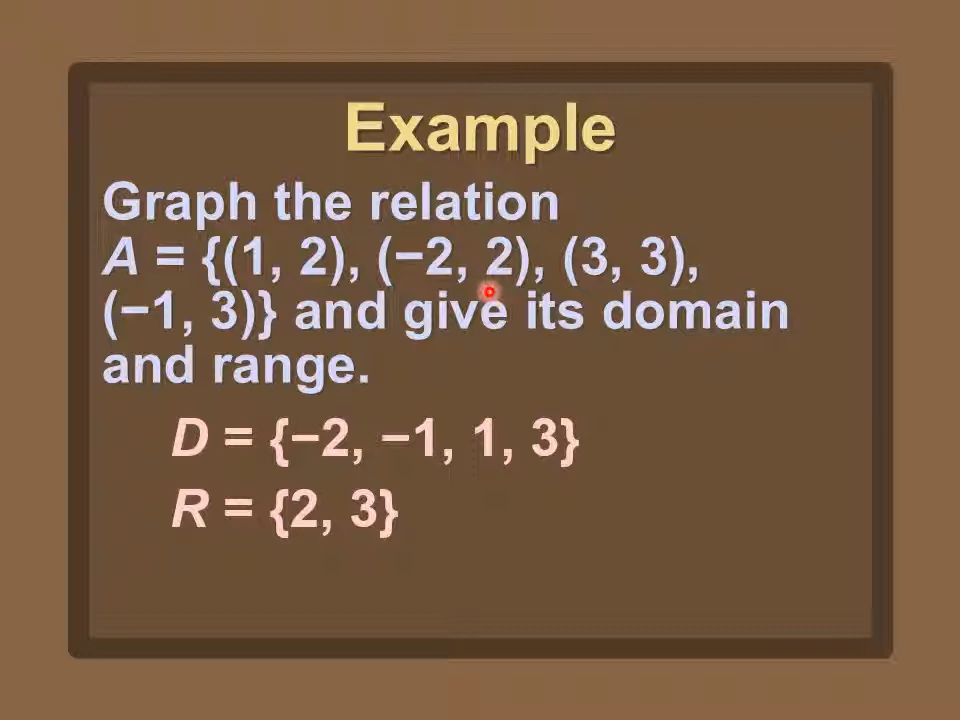 Example
Graph the relation
A = {(1, 2), (−2, 2), (3, 3),
(−1, 3)} and give its domain
and range.
D = {−2, −1, 1, 3}
R = {2, 3}